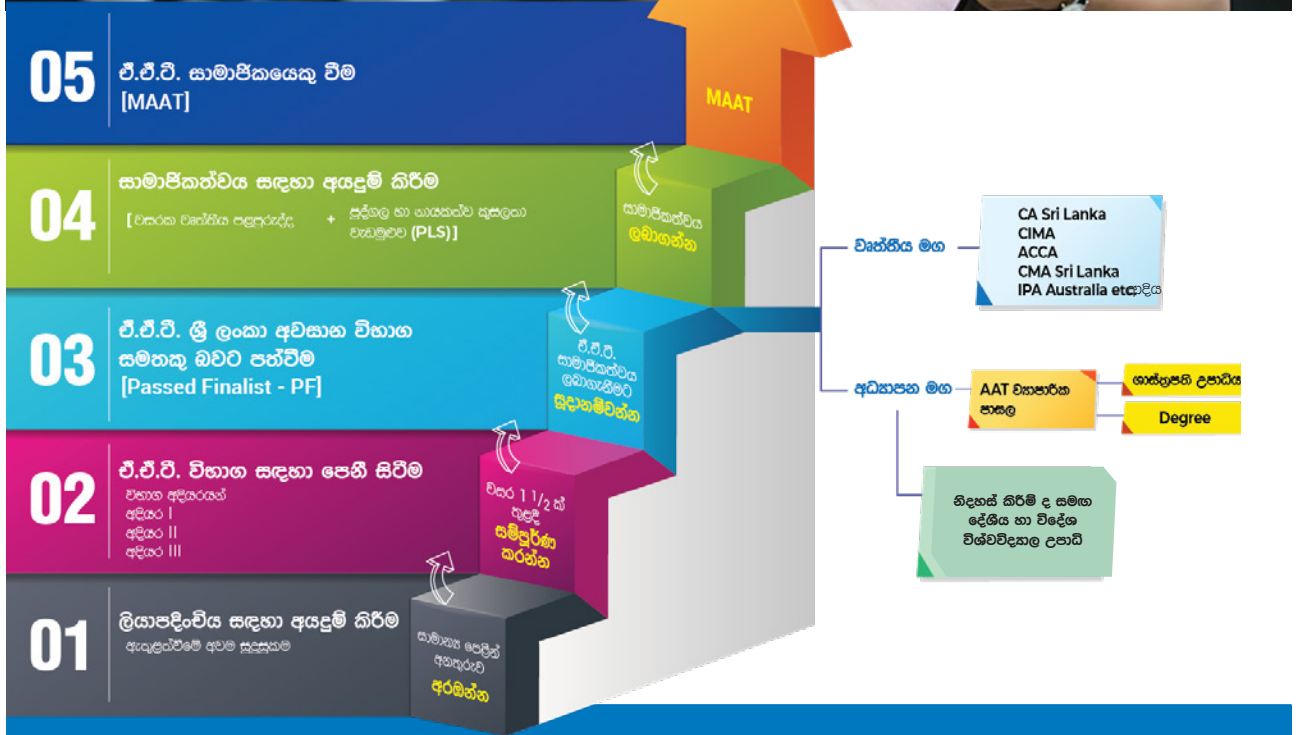 05
ඒ.ඒ.ටී. සාමාජිකයෙකු වීම
[MAAT]
MAAT
04
සාමාජිකත්වය සඳහා අයදුම් කිරීම
[වසරක වෘත්තීය පළපුරුද්ද + පුද්ගල හා නායකත්ව කුසලතා
වැඩමුළුව (PLS)]
සාමාජිකත්වය
ලබාගන්න
03
ඒ.ඒ.ටී. ශ්‍රී ලංකා අවසාන විභාග
සමතකු බවට පත්වීම
[Passed Finalist - PF]
ඒ.ඒ.ටී.
සාමාජිකත්වය
ලබාගැනීමට
සූදානම්වන්න
02
ඒ.ඒ.ටී. විභාග සඳහා පෙනී සිටීම
විභාග අදියරයන්
අදියර I
අදියර II
අදියර III
වසර 1 1/2 ක්
තුළදී
සම්පූර්ණ
කරන්න
01
ලියාපදිංචිය සඳහා අයදුම් කිරීම
ඇතුළත්වීමේ අවම සුදුසුකම
සාමාන්‍ය පෙළින්
අනතුරුව
අරඹන්න
වෘත්තීය මග
CA Sri Lanka
CIMA
ACCA
CMA Sri Lanka
IPA Australia etc
අධ්‍යාපන මග
AAT ව්‍යාපාරික
පාසල
ශාස්ත්‍රපති උපාධිය
Degree
නිදහස් කිරීම් ද සමඟ
දේශීය හා විදේශ
විශ්වවිද්‍යාල උපාධි